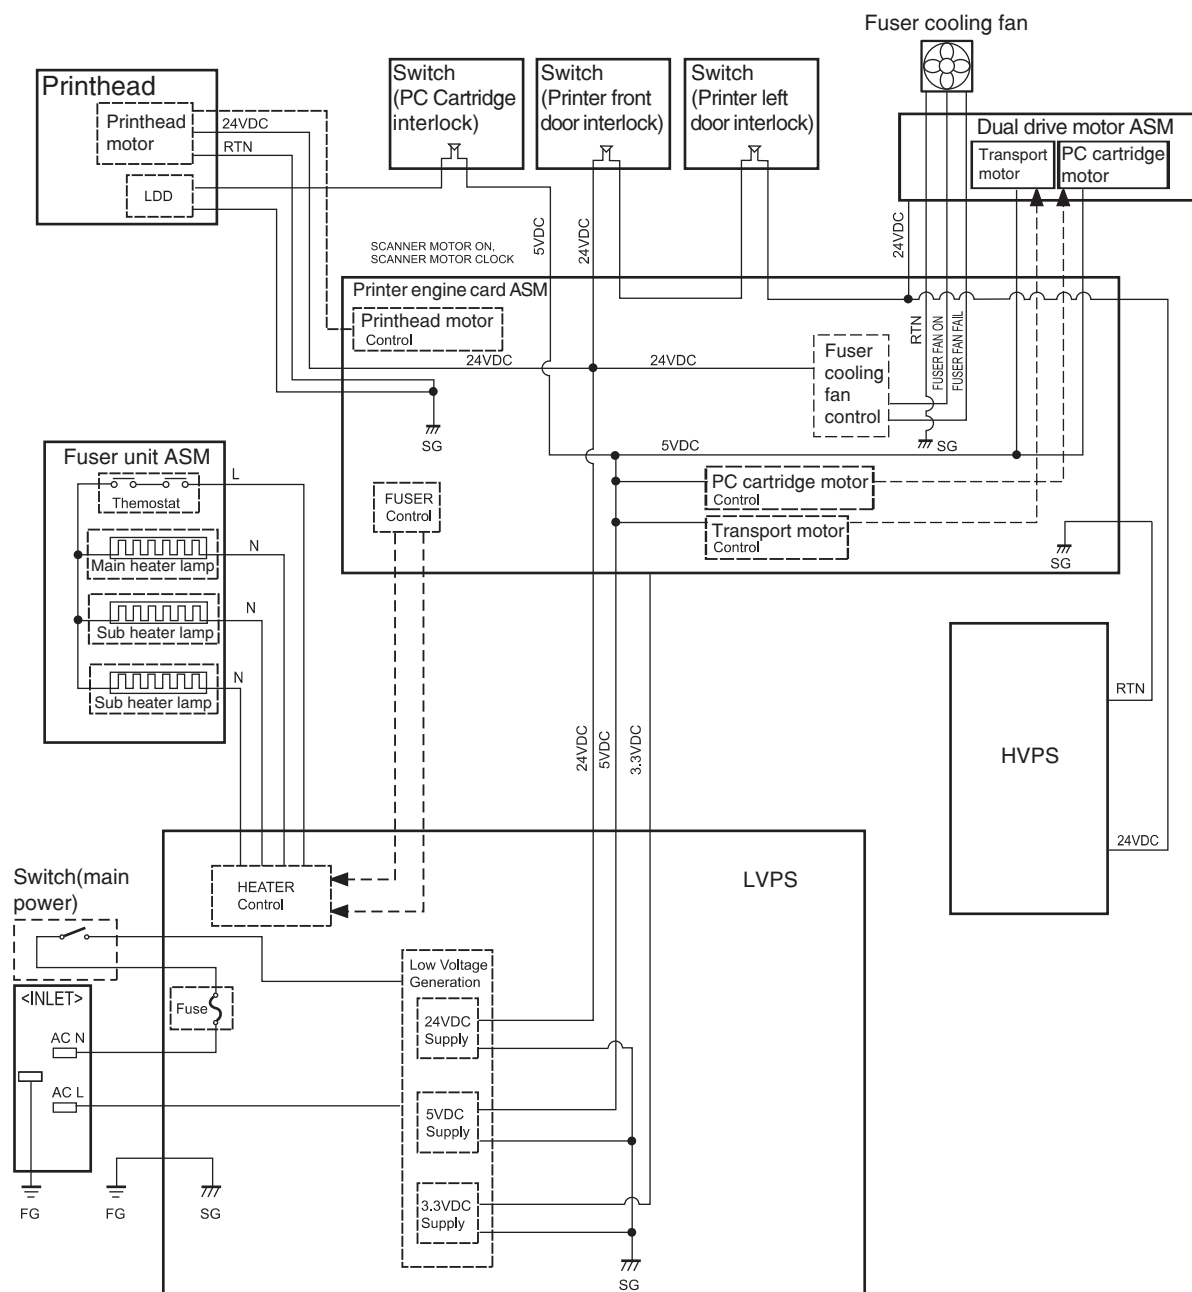 Fuser cooling fan
Printhead
Printhead
motor
24VDC
RTN
LDD
Switch
(PC Cartridge
interlock)
Switch
(Printer front
door interlock)
Switch
(Printer left
door interlock)
Dual drive motor ASM
Transport
motor
PC cartridge
motor
5VDC
24VDC
24VDC
SCANNER MOTOR ON,
SCANNER MOTOR CLOCK
Printer engine card ASM
Printhead motor
Control
24VDC
24VDC
Fuser
cooling
fan
control
RTN
FUSER FAN ON
FUSER FAN FAIL
SG
SG
5VDC
Fuser unit ASM
L
Themostat
N
Main heater lamp
N
Sub heater lamp
N
Sub heater lamp
FUSER
Control
PC cartridge motor
Control
Transport motor
Control
SG
24VDC
5VDC
3.3VDC
RTN
HVPS
24VDC
LVPS
HEATER
Control
Switch(main
power)
<INLET>
Fuse
AC N
AC L
Low Voltage
Generation
24VDC
Supply
5VDC
Supply
3.3VDC
Supply
FG
FG
SG
SG